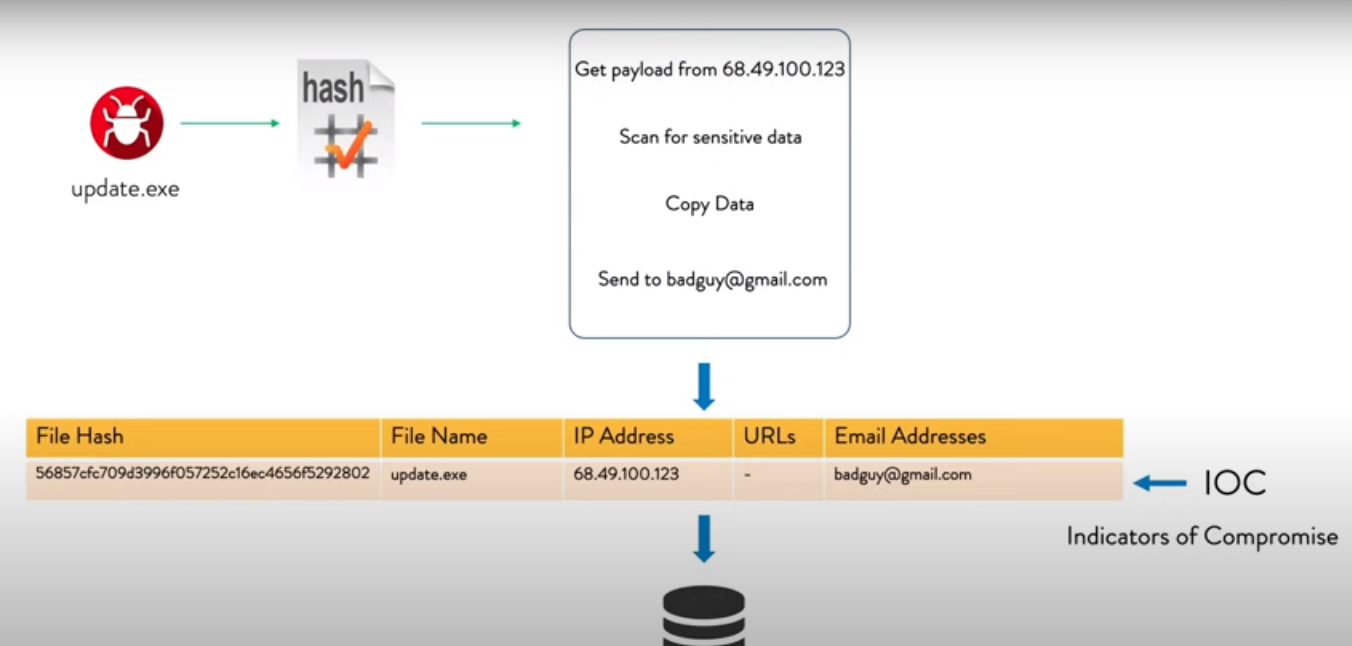 hash
update.exe
Get payload from 68.49.100.123
Scan for sensitive data
Copy Data
Send to badguy@gmail.com
File Hash File Name IP Address URLs Email Addresses
56857cfc709d3996f057252c16ec4656f5292802 update.exe 68.49.100.123 - badguy@gmail.com
IOC
Indicators of Compromise